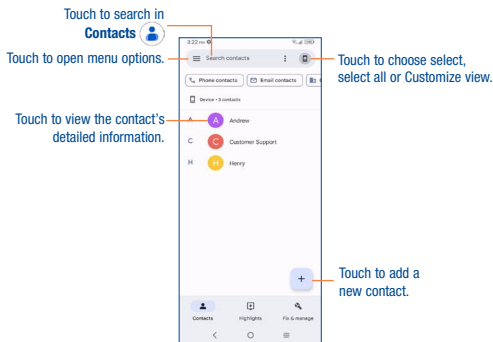 Touch to search in
Contacts
Touch to open menu options.
3:22 PM
Search contacts
Touch to choose select,
select all or Customize view.
Phone contacts
Email contacts
Device • 3 contacts
Touch to view the contact's
detailed information.
A
A
Andrew
C
C
Customer Support
H
H
Henry
+
Touch to add a
new contact.
Contacts
Highlights
Fix & manage